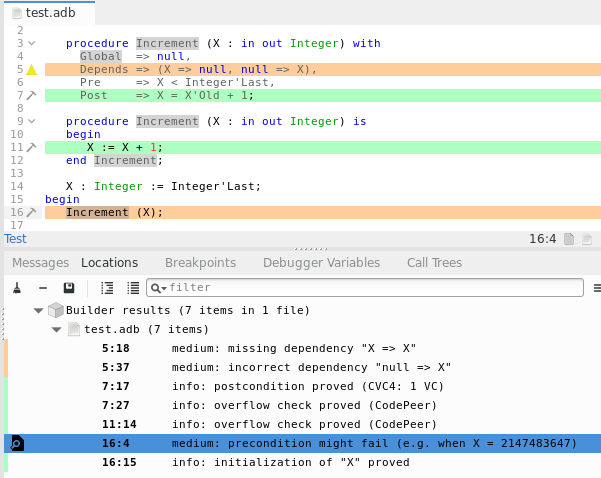 test.adb
2
3 procedure Increment (X : in out Integer) with
4 Global => null,
5 Depends => (X => null, null => X),
6 Pre => X < Integer'Last,
7 Post => X = X'Old + 1;
8
9 procedure Increment (X : in out Integer) is
10 begin
11 X := X + 1;
12 end Increment;
13
14 X : Integer := Integer'Last;
15 begin
16 Increment (X);
17
Test 16:4
Messages Locations Breakpoints Debugger Variables Call Trees
filter
Builder results (7 items in 1 file)
test.adb (7 items)
5:18 medium: missing dependency "X => X"
5:37 medium: incorrect dependency "null => X"
7:17 info: postcondition proved (CVC4: 1 VC)
7:27 info: overflow check proved (CodePeer)
11:14 info: overflow check proved (CodePeer)
16:4 medium: precondition might fail (e.g. when X = 2147483647)
16:15 info: initialization of "X" proved